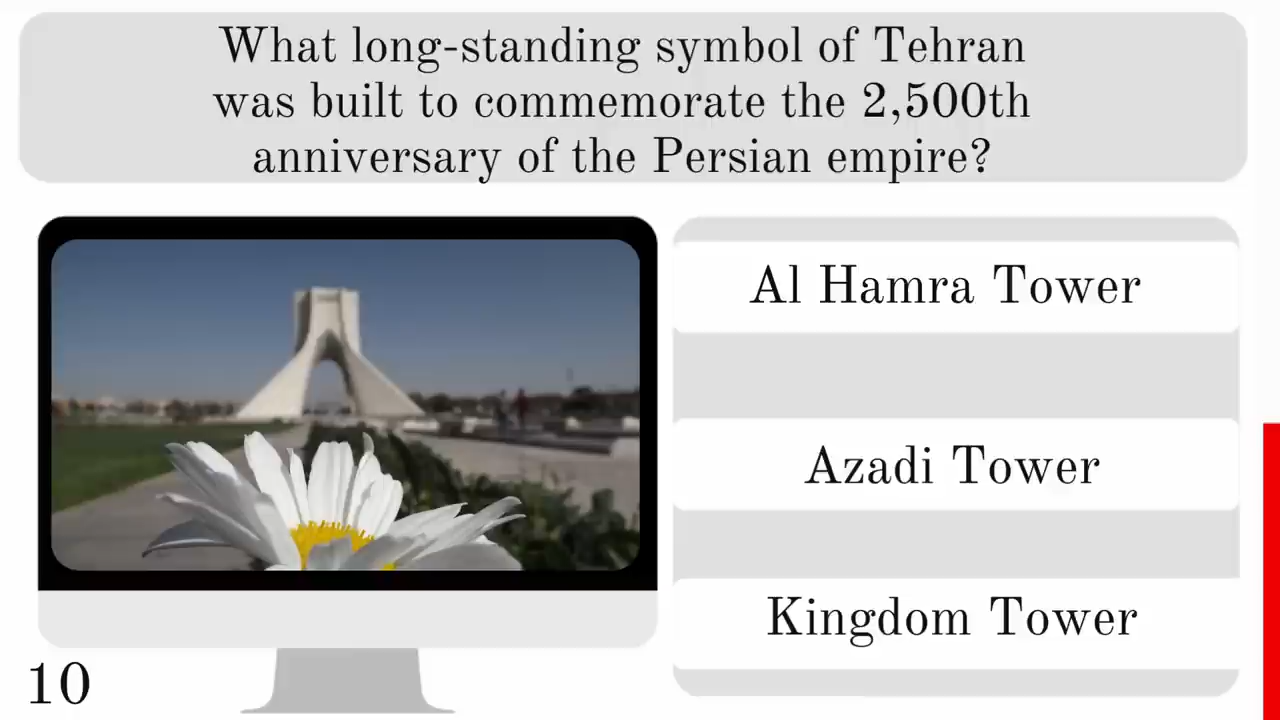 What long-standing symbol of Tehran
was built to commemorate the 2,500th
anniversary of the Persian empire?
Al Hamra Tower
Azadi Tower
Kingdom Tower
10